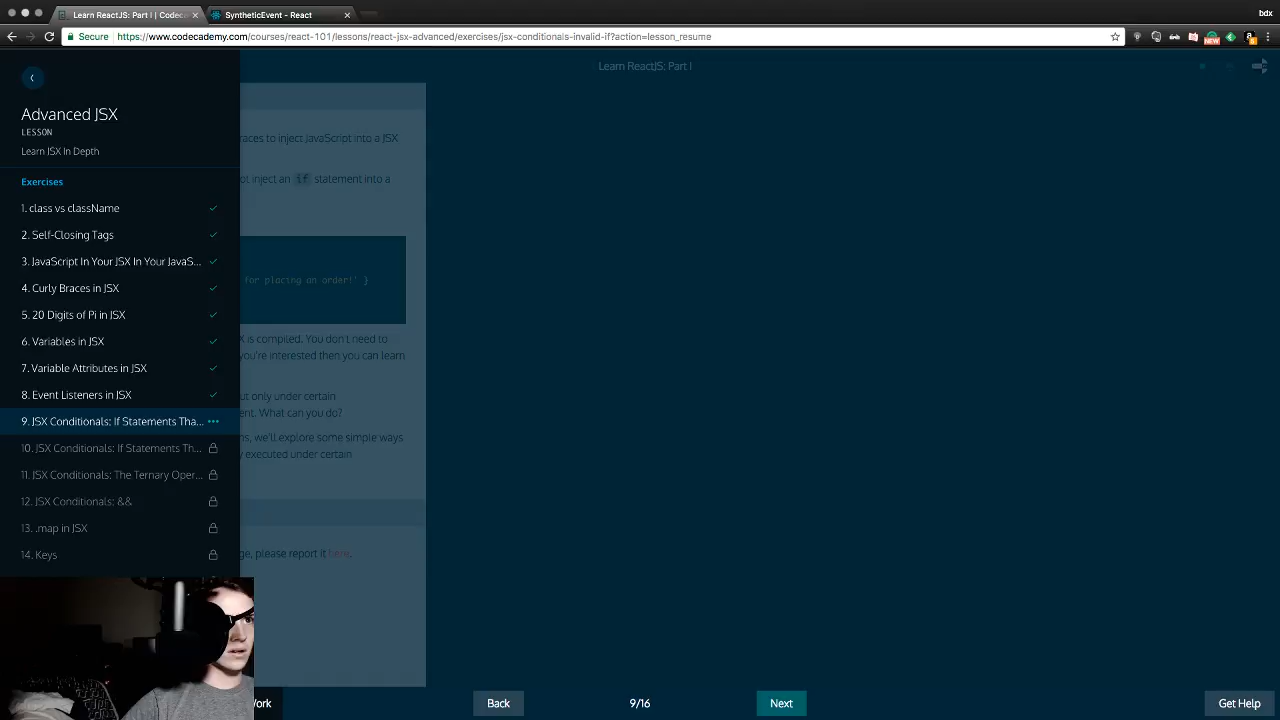 Learn ReactJS: Part I | Codec
SyntheticEvent - React
bdx
Secure
https://www.codecademy.com/courses/react-101/lessons/react-jsx-advanced/exercises/jsx-conditionals-invalid-if?action=lesson_resume
NEW
Learn ReactJS: Part I
Advanced JSX
LESSON
Learn JSX In Depth
Exercises
1. class vs className
2. Self-Closing Tags
3. JavaScript In Your JSX In Your JavaS...
4. Curly Braces in JSX
5. 20 Digits of Pi in JSX
6. Variables in JSX
7. Variable Attributes in JSX
8. Event Listeners in JSX
9. JSX Conditionals: If Statements Tha...
10. JSX Conditionals: If Statements Th...
11. JSX Conditionals: The Ternary Oper...
12. JSX Conditionals: &&
13. .map in JSX
14. Keys
races to inject JavaScript into a JSX
ot inject an if statement into a
for placing an order!' }
X is compiled. You don't need to
you're interested then you can learn
ut only under certain
ent. What can you do?
ns, we'll explore some simple ways
y executed under certain
ge, please report it here.
Work
Back
9/16
Next
Get Help